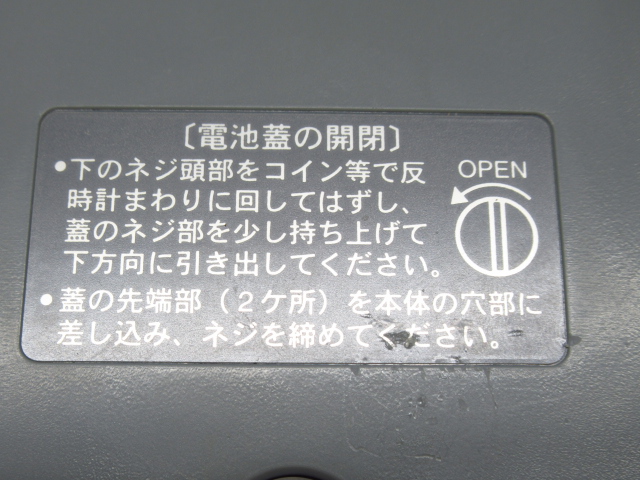 〔電池蓋の開閉〕
●下のネジ頭部をコイン等で反
時計まわりに回してはずし、
蓋のネジ部を少し持ち上げて
下方向に引き出してください。
OPEN
●蓋の先端部（2ケ所）を本体の穴部に
差し込み、ネジを締めてください。